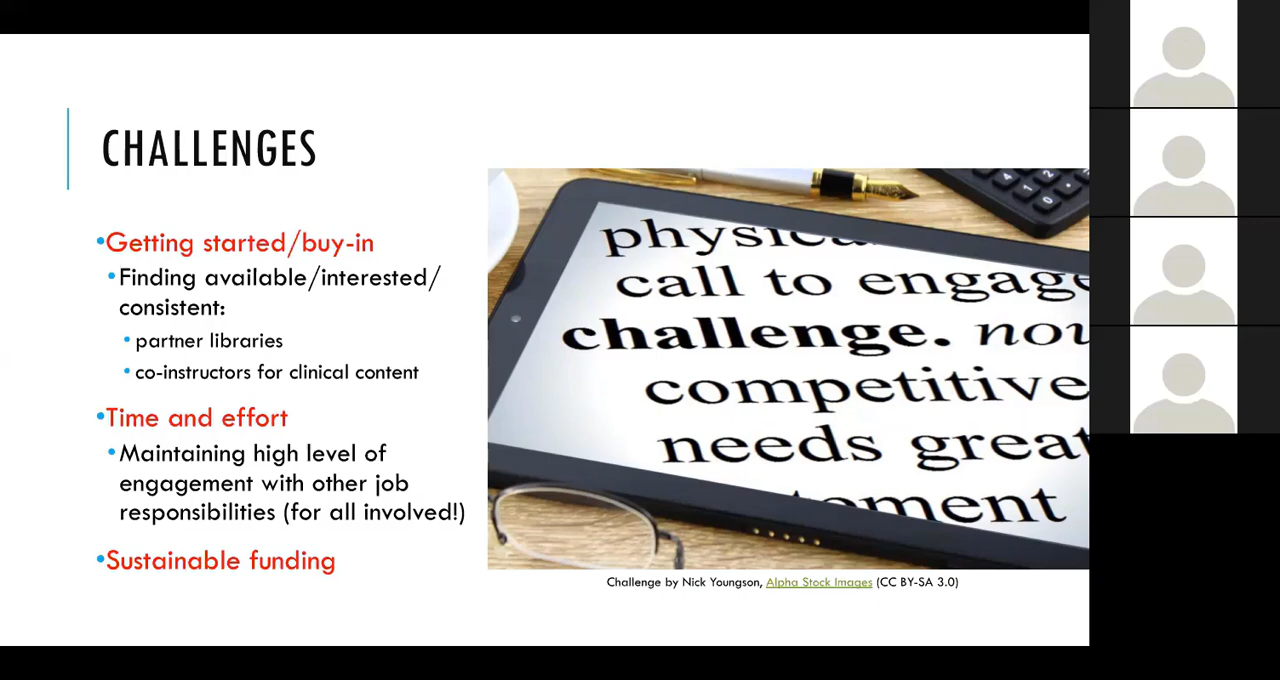 CHALLENGES
•Getting started/buy-in
•Finding available/interested/
consistent:
•partner libraries
•co-instructors for clinical content
•Time and effort
•Maintaining high level of
engagement with other job
responsibilities (for all involved!)
•Sustainable funding
call to engage
challenge. nou
competitive
needs great
Challenge by Nick Youngson, Alpha Stock Images (CC BY-SA 3.0)